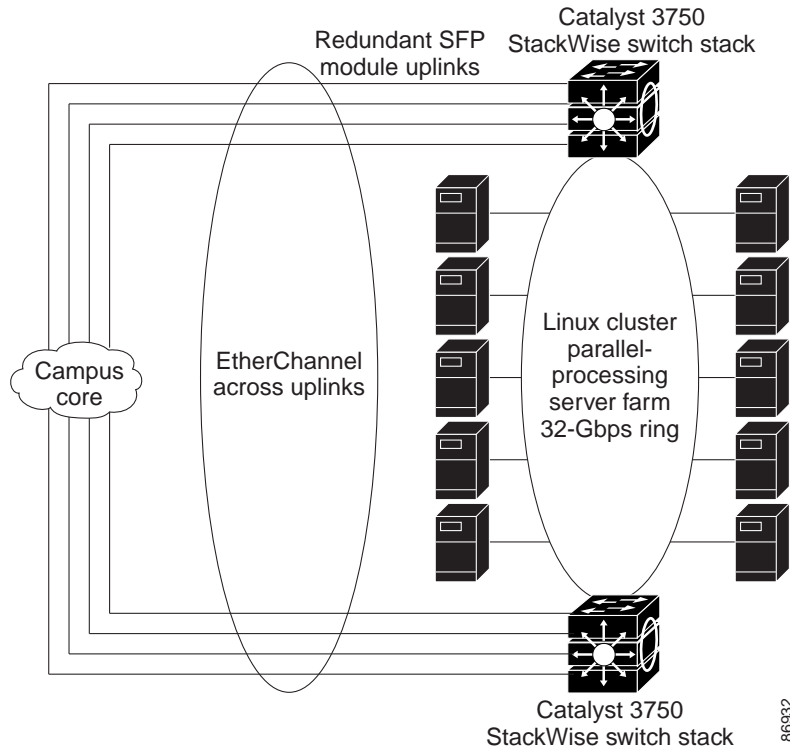 Catalyst 3750
StackWise switch stack
Redundant SFP
module uplinks
Campus
core
EtherChannel
across uplinks
Linux cluster
parallel-
processing
server farm
32-Gbps ring
Catalyst 3750
StackWise switch stack
86932